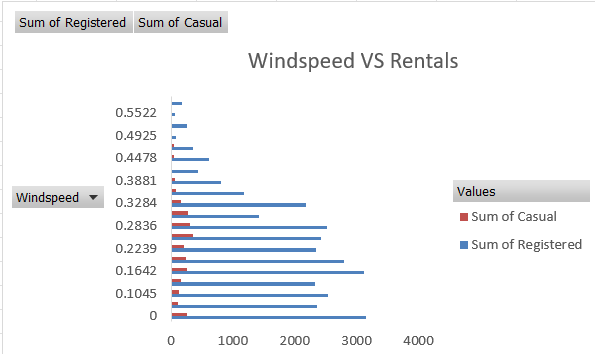 Sum of Registered Sum of Casual
Windspeed VS Rentals
0.5522
0.4925
0.4478
0.3881
0.3284
0.2836
0.2239
0.1642
0.1045
0
0 1000 2000 3000 4000
Windspeed
Values
Sum of Casual
Sum of Registered